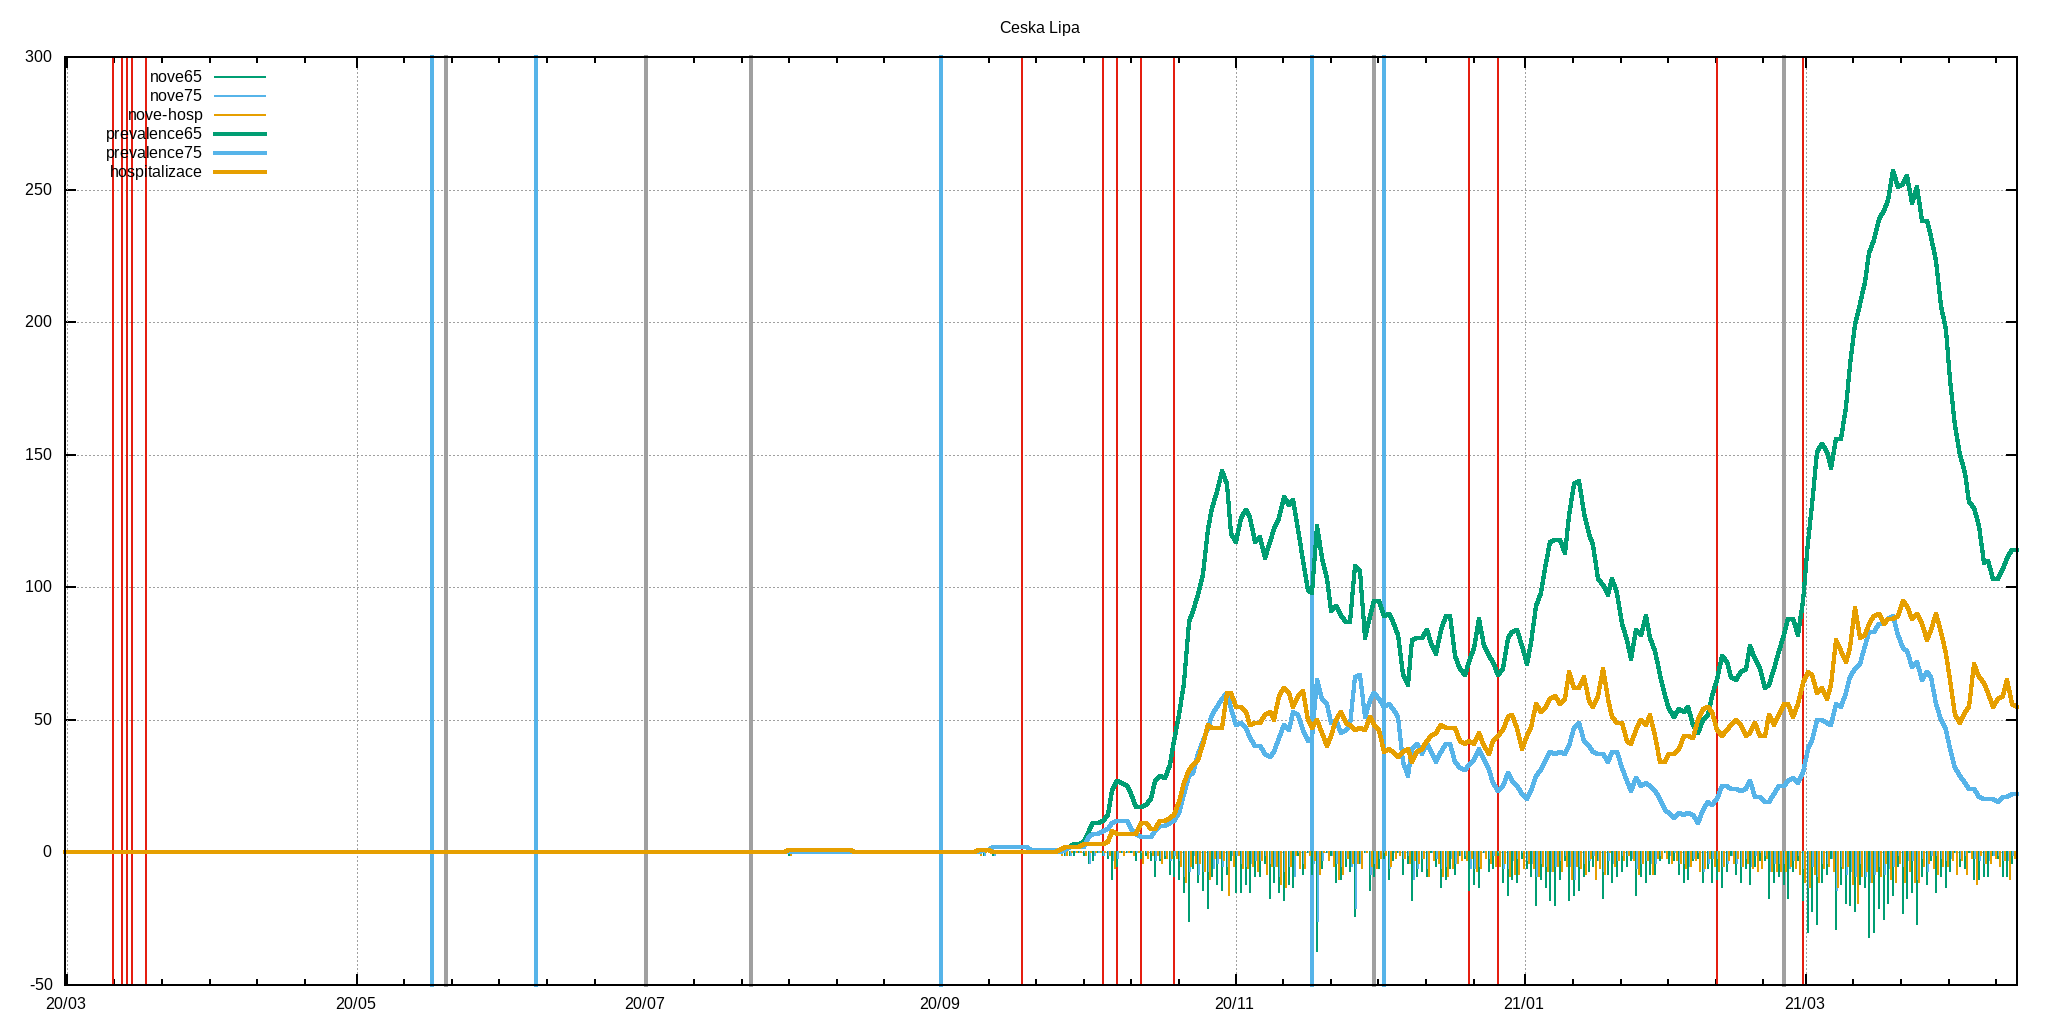 Ceska Lipa
300
nove65
nove75
nove-hosp
prevalence65
prevalence75
hospitalizace
250
200
150
100
50
0
-50
20/03 20/05 20/07 20/09 20/11 21/01 21/03